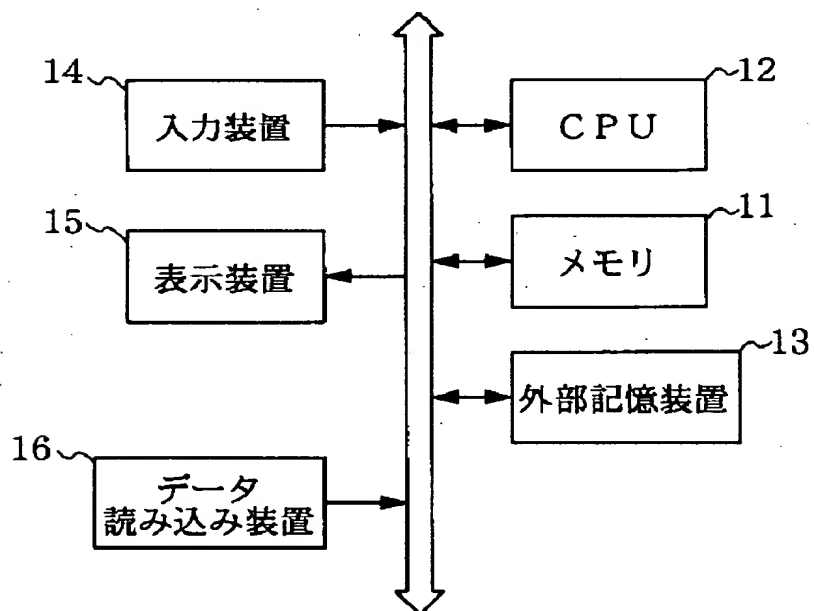 14
入力装置
12
CPU
15
表示装置
11
メモリ
13
外部記憶装置
16
データ
読み込み装置